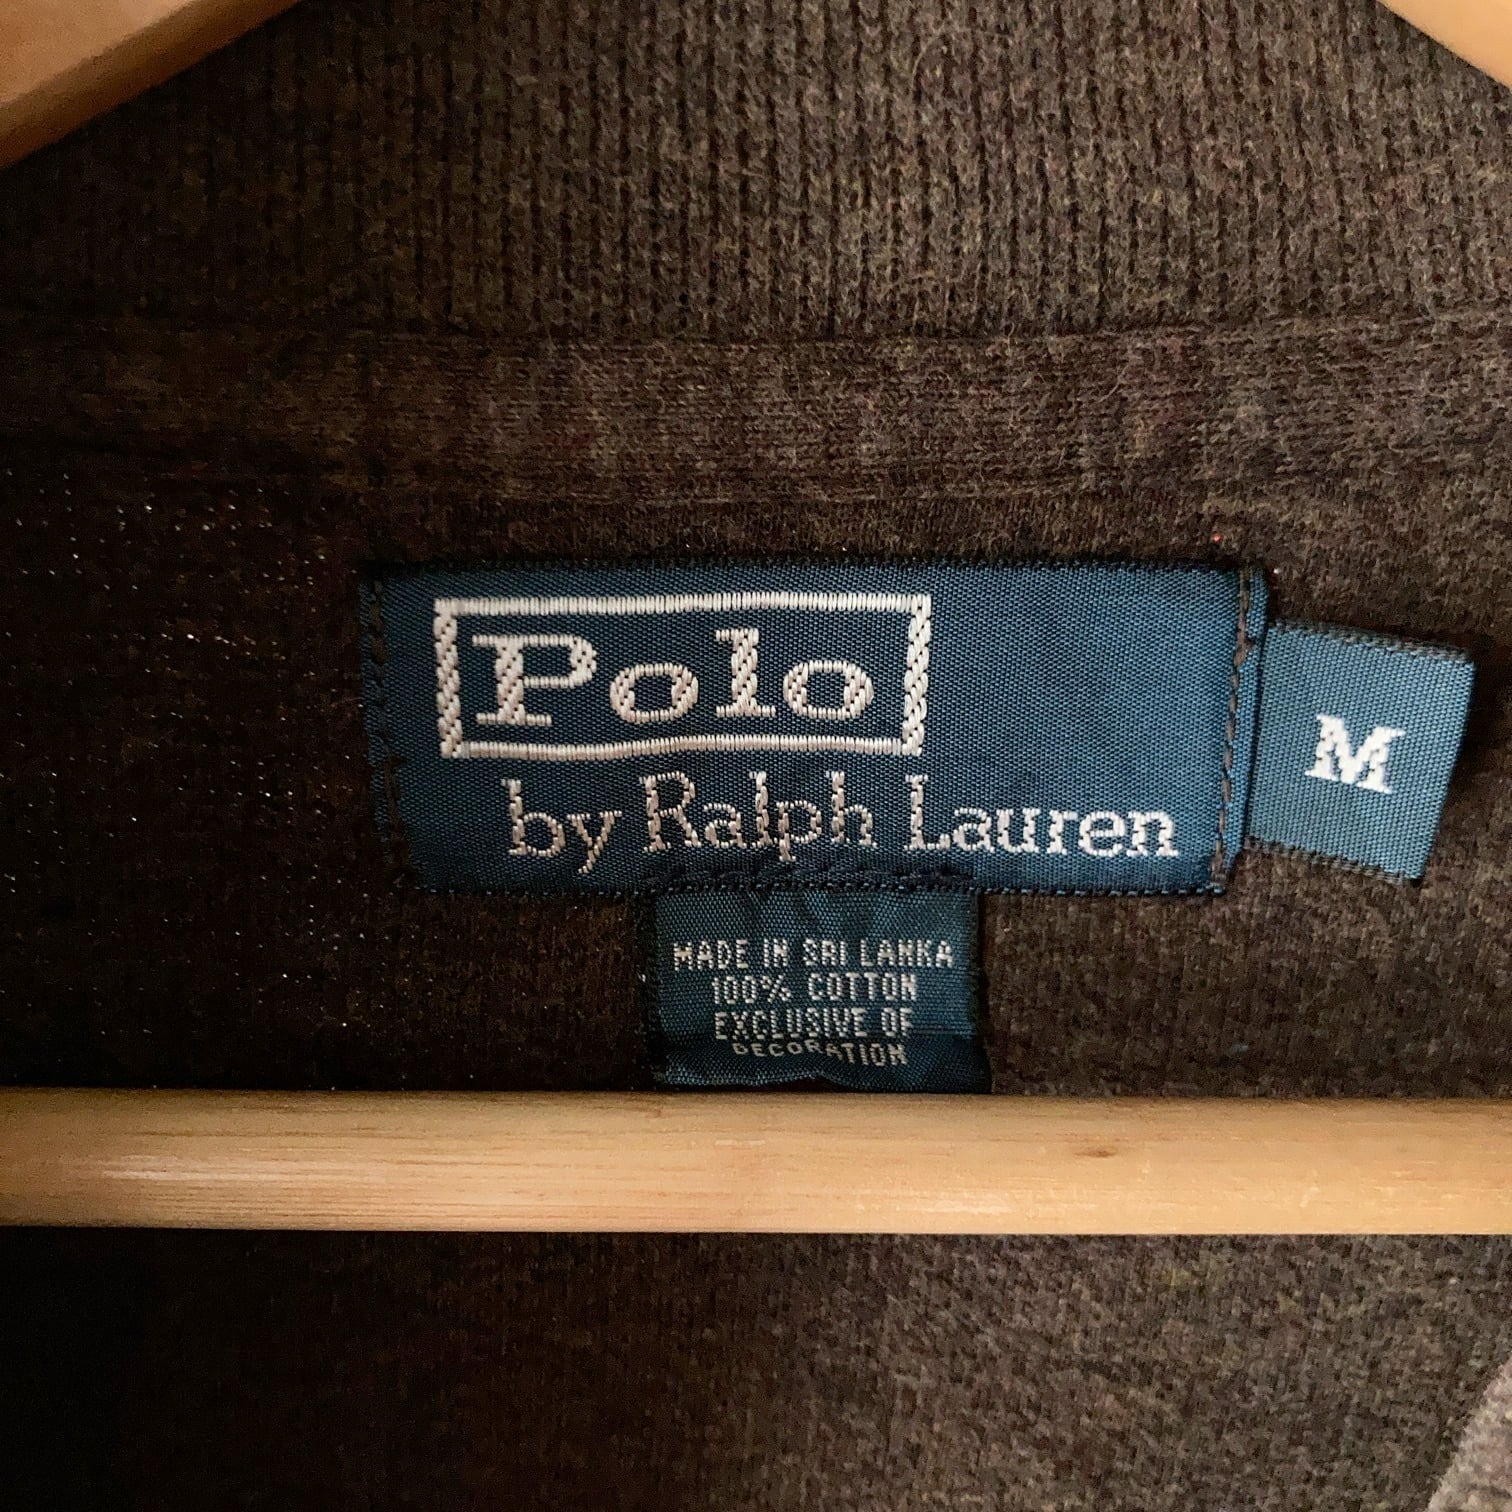 Polo
by Ralph Lauren
M
MADE IN SRI LANKA
100% COTTON
EXCLUSIVE OF
DECORATION